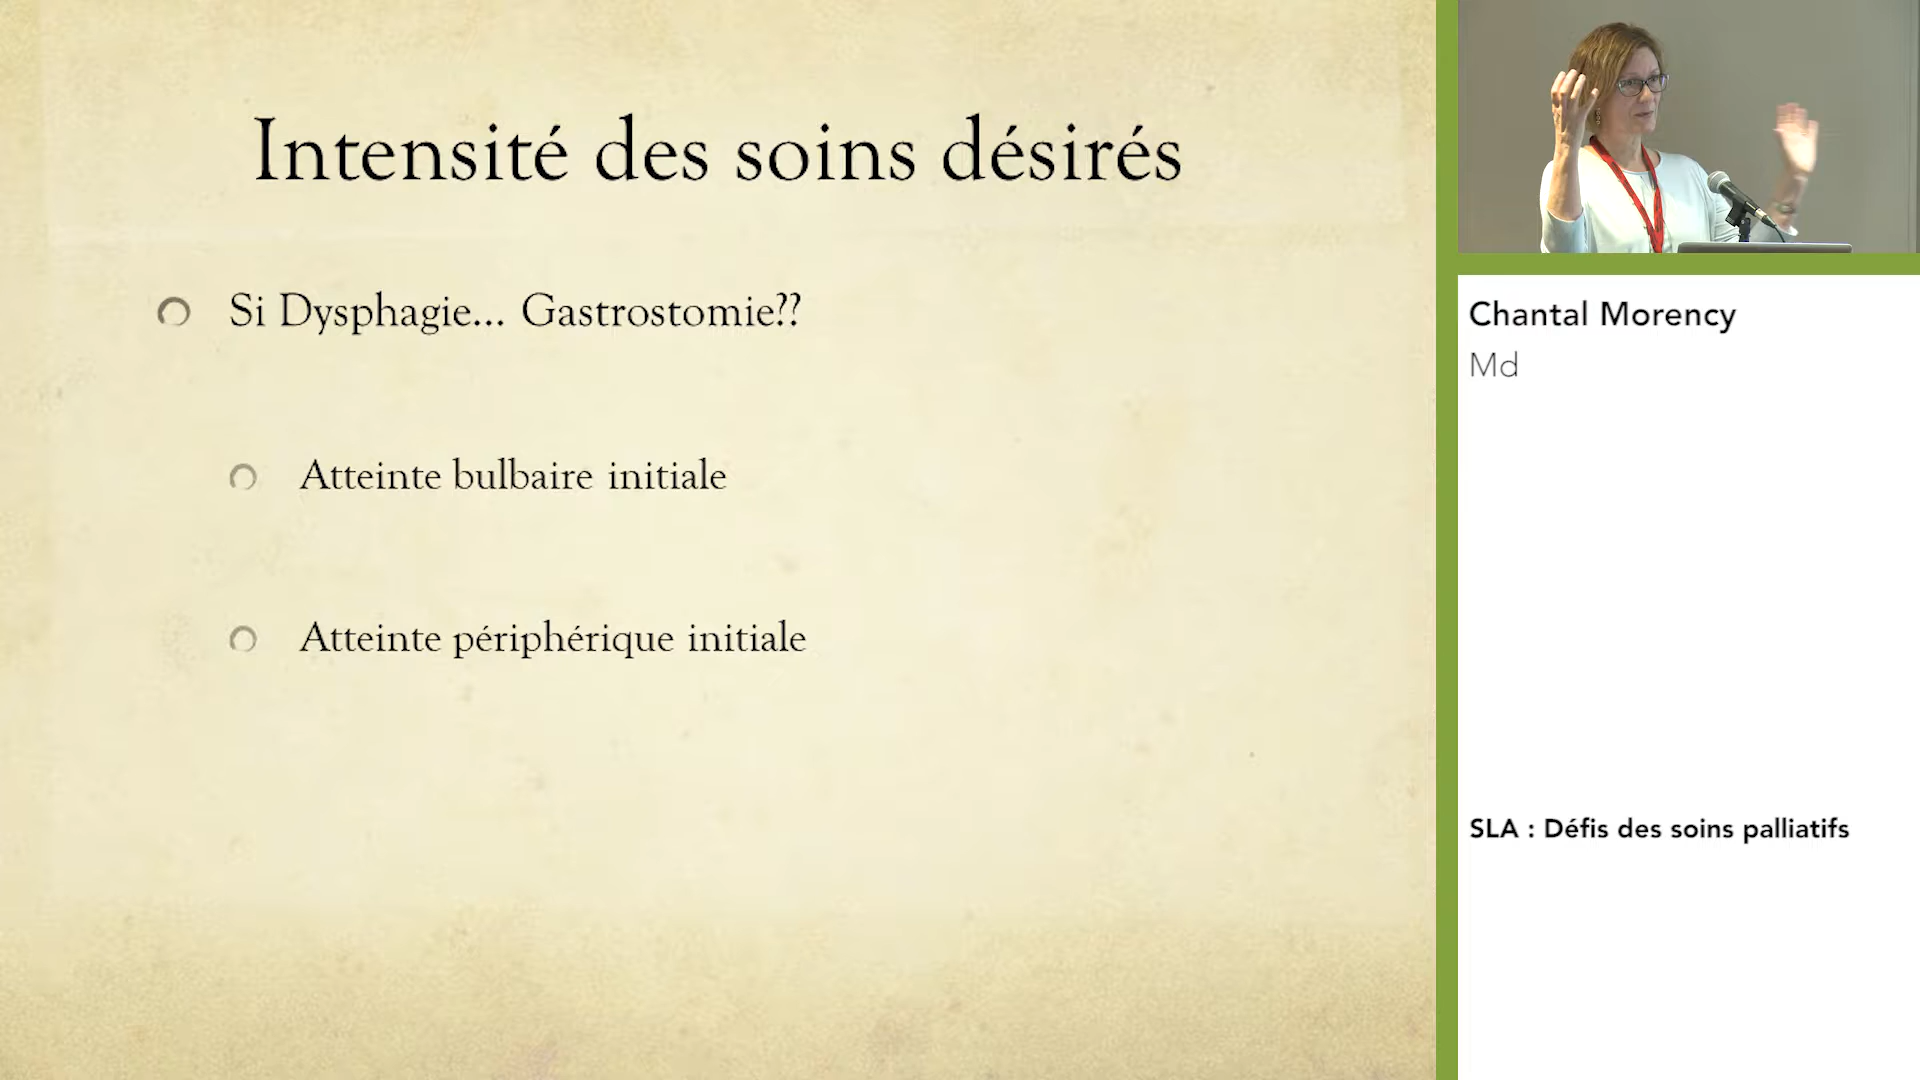 Intensité des soins désirés
Si Dysphagie... Gastrostomie??
Atteinte bulbaire initiale
Atteinte périphérique initiale
Chantal Morency
Md
SLA : Défis des soins palliatifs